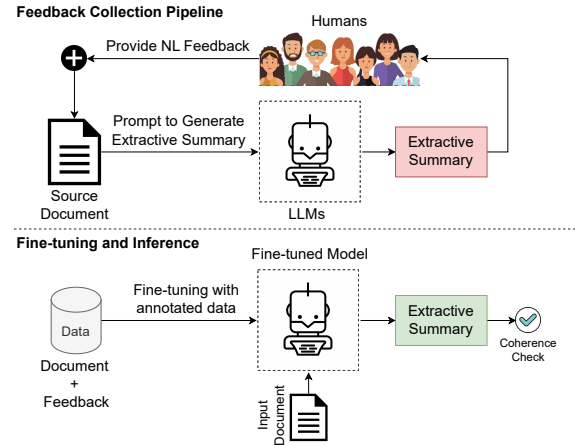 Feedback Collection Pipeline
Humans
Provide NL Feedback
Prompt to Generate
Extractive Summary
Extractive
Summary
Source
Document
LLMs
Fine-tuning and Inference
Fine-tuned Model
Fine-tuning with
annotated data
Data
Extractive
Summary
Coherence
Check
Document
+
Feedback
Input
Document